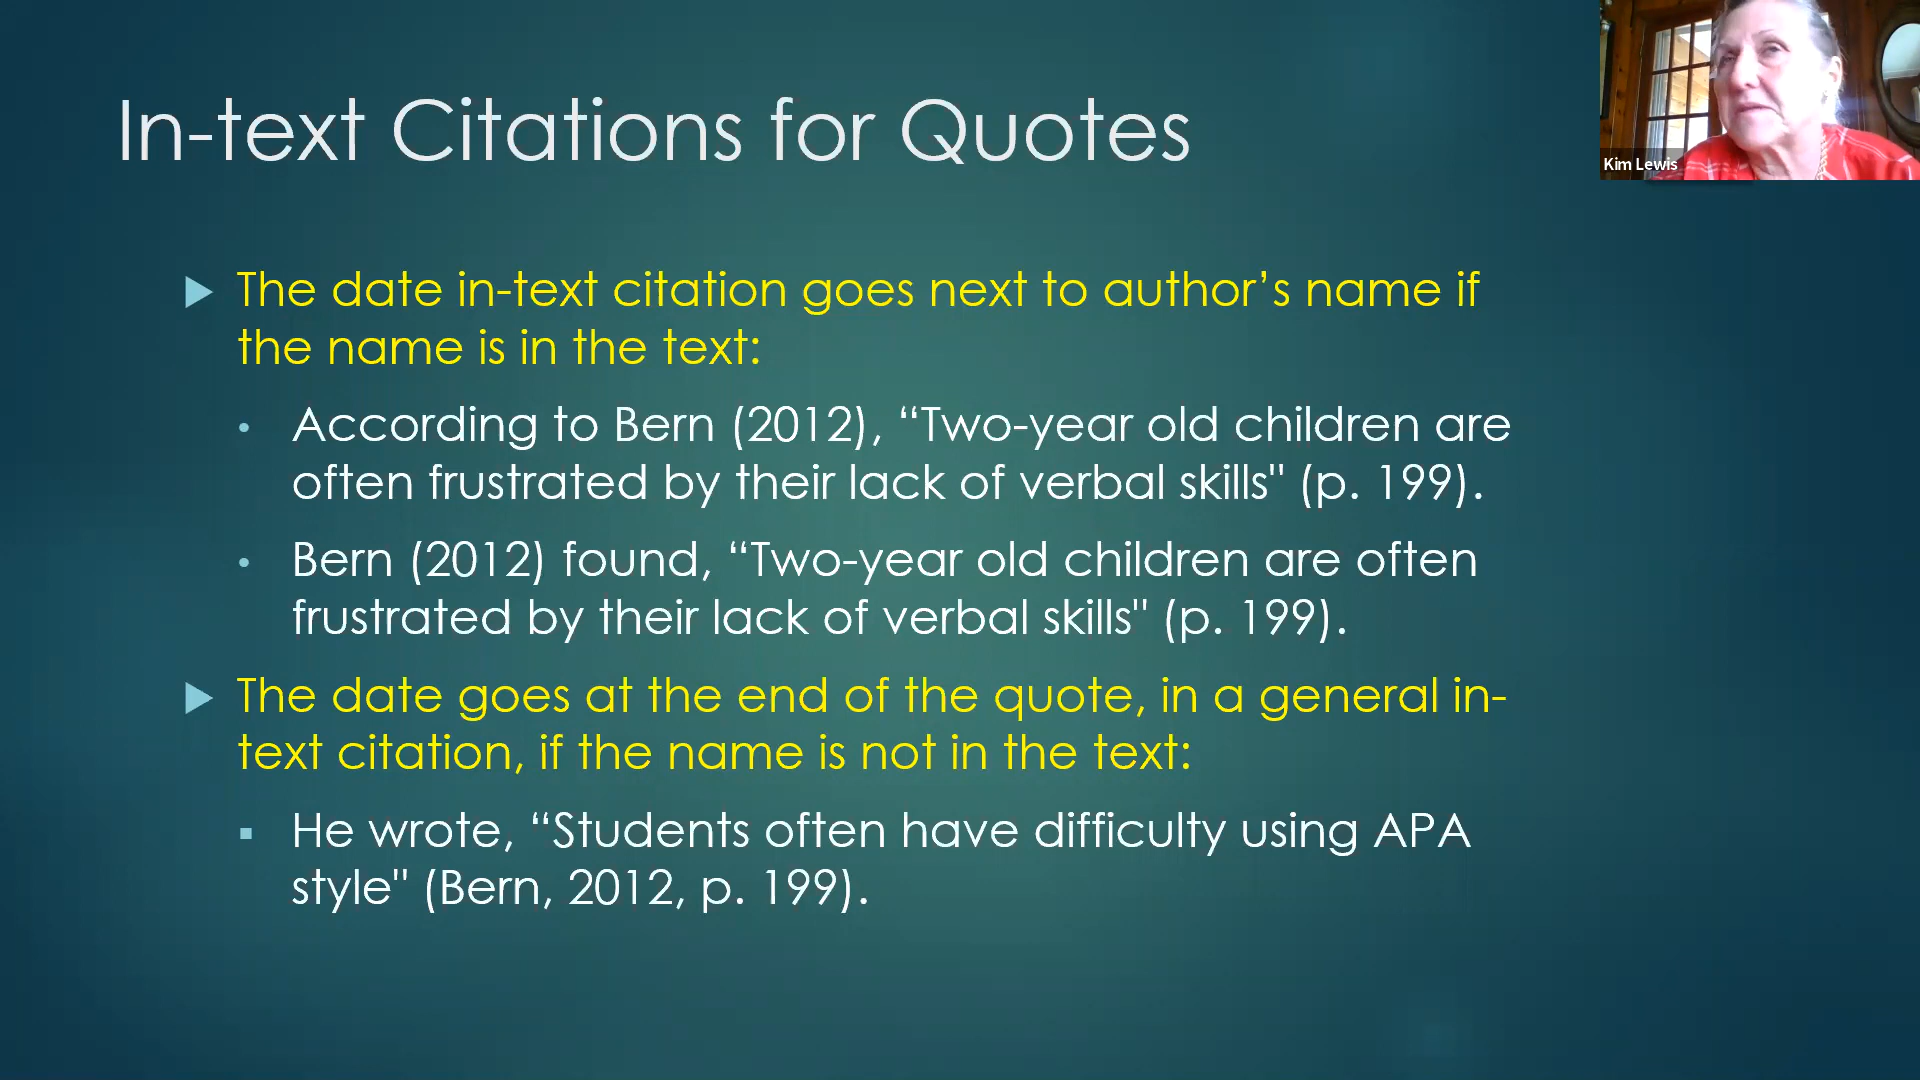 In-text Citations for Quotes
Kim Lewis
The date in-text citation goes next to author’s name if
the name is in the text:
According to Bern (2012), “Two-year old children are
often frustrated by their lack of verbal skills" (p. 199).
Bern (2012) found, “Two-year old children are often
frustrated by their lack of verbal skills" (p. 199).
The date goes at the end of the quote, in a general in-
text citation, if the name is not in the text:
He wrote, “Students often have difficulty using APA
style" (Bern, 2012, p. 199).